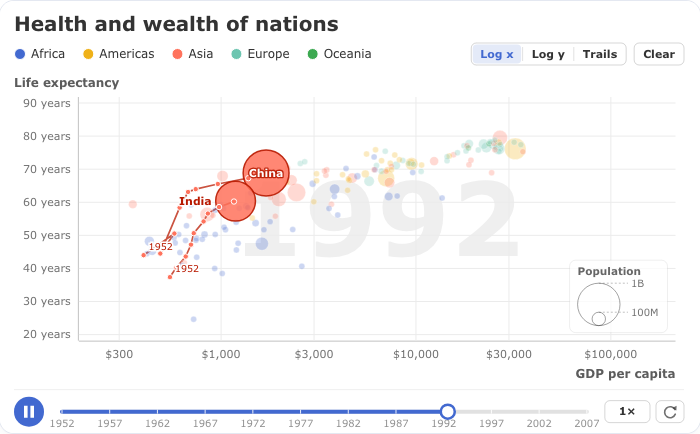 Health and wealth of nations
Africa Americas Asia Europe Oceania Log x Log y Trails Clear
Life expectancy
90 years
80 years
70 years
60 years
50 years
40 years
30 years
20 years
1992
China
India
1952
1952
Population
1B
100M
$300 $1,000 $3,000 $10,000 $30,000 $100,000
GDP per capita
1952 1957 1962 1967 1972 1977 1982 1987 1992 1997 2002 2007
1×